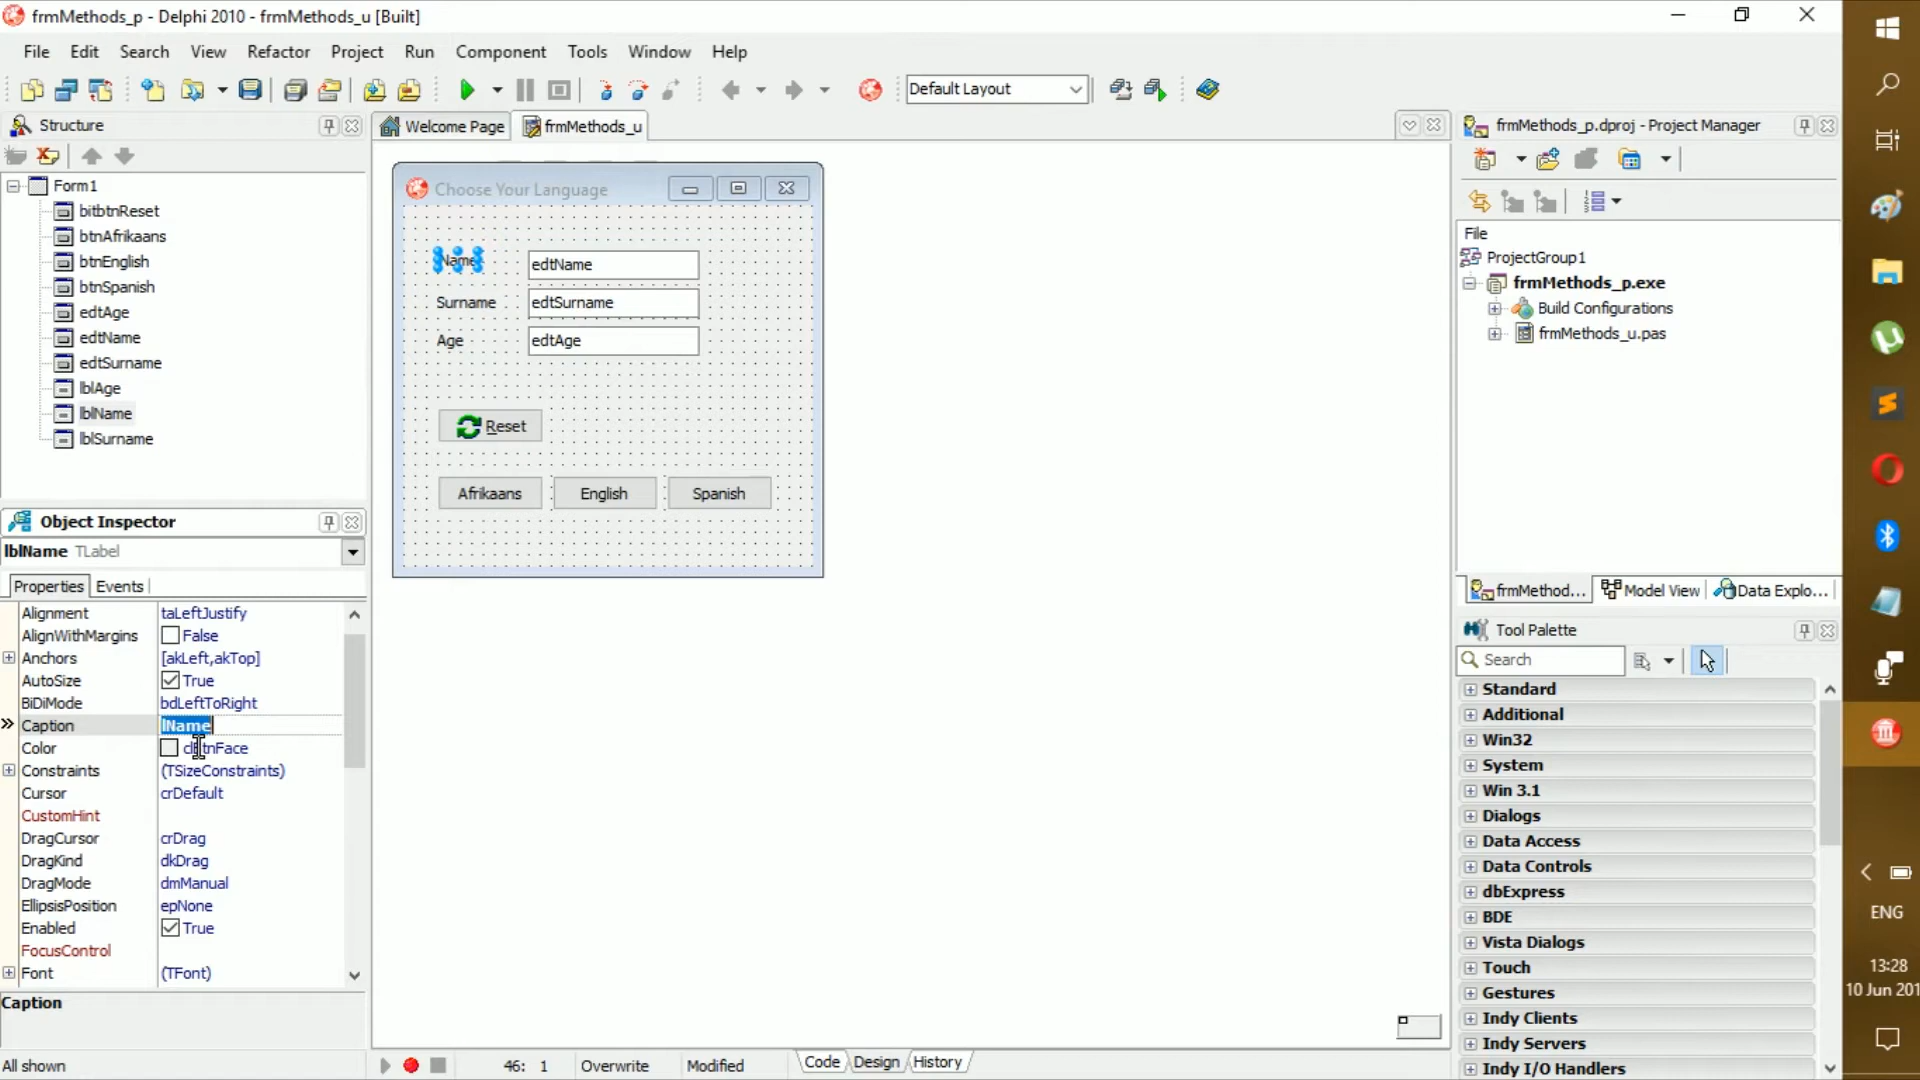 frmMethods_p - Delphi 2010 - frmMethods_u [Built]
File Edit Search View Refactor Project Run Component Tools Window Help
Default Layout
Structure
Welcome Page
frmMethods_u
frmMethods_p.dproj - Project Manager
Form1
bitbtnReset
btnAfrikaans
btnEnglish
btnSpanish
edtAge
edtName
edtSurname
lblAge
lblName
lblSurname
Choose Your Language
Name
edtName
Surname
edtSurname
Age
edtAge
Reset
Afrikaans
English
Spanish
File
ProjectGroup1
frmMethods_p.exe
Build Configurations
frmMethods_u.pas
Object Inspector
lblName TLabel
Properties Events
Alignment taLeftJustify
AlignWithMargins False
Anchors [akLeft,akTop]
AutoSize True
BiDiMode bdLeftToRight
Caption Name
Color clBtnFace
Constraints (TSizeConstraints)
Cursor crDefault
CustomHint
DragCursor crDrag
DragKind dkDrag
DragMode dmManual
EllipsisPosition epNone
Enabled True
FocusControl
Font (TFont)
Caption
All shown
46: 1 Overwrite Modified
Code Design History
frmMethod... Model View Data Explo...
Tool Palette
Search
Standard
Additional
Win32
System
Win 3.1
Dialogs
Data Access
Data Controls
dbExpress
BDE
Vista Dialogs
Touch
Gestures
Indy Clients
Indy Servers
Indy I/O Handlers
ENG
13:28
10 Jun 201